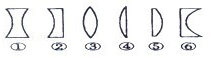 ① ② ③ ④ ⑤ ⑥